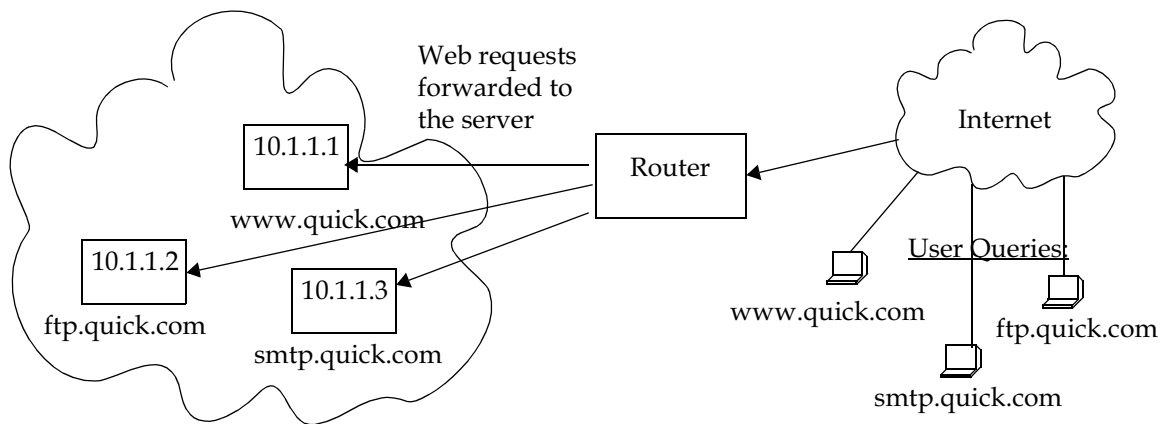 Web requests
forwarded to
the server
10.1.1.1
www.quick.com
10.1.1.2
ftp.quick.com
10.1.1.3
smtp.quick.com
Router
Internet
User Queries:
www.quick.com
ftp.quick.com
smtp.quick.com